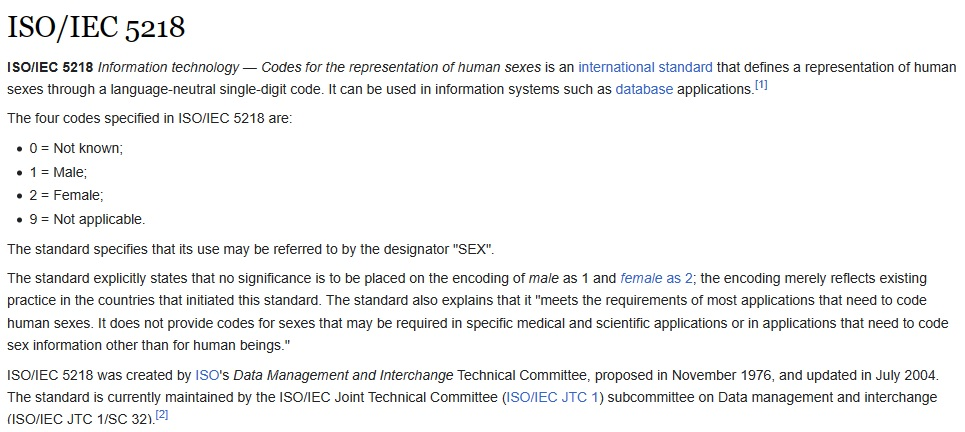 ISO/IEC 5218
ISO/IEC 5218 Information technology — Codes for the representation of human sexes is an international standard that defines a representation of human
sexes through a language-neutral single-digit code. It can be used in information systems such as database applications.[1]
The four codes specified in ISO/IEC 5218 are:
• 0 = Not known;
• 1 = Male;
• 2 = Female;
• 9 = Not applicable.
The standard specifies that its use may be referred to by the designator "SEX".
The standard explicitly states that no significance is to be placed on the encoding of male as 1 and female as 2; the encoding merely reflects existing
practice in the countries that initiated this standard. The standard also explains that it "meets the requirements of most applications that need to code
human sexes. It does not provide codes for sexes that may be required in specific medical and scientific applications or in applications that need to code
sex information other than for human beings."
ISO/IEC 5218 was created by ISO's Data Management and Interchange Technical Committee, proposed in November 1976, and updated in July 2004.
The standard is currently maintained by the ISO/IEC Joint Technical Committee (ISO/IEC JTC 1) subcommittee on Data management and interchange
(ISO/IEC JTC 1/SC 32).[2]